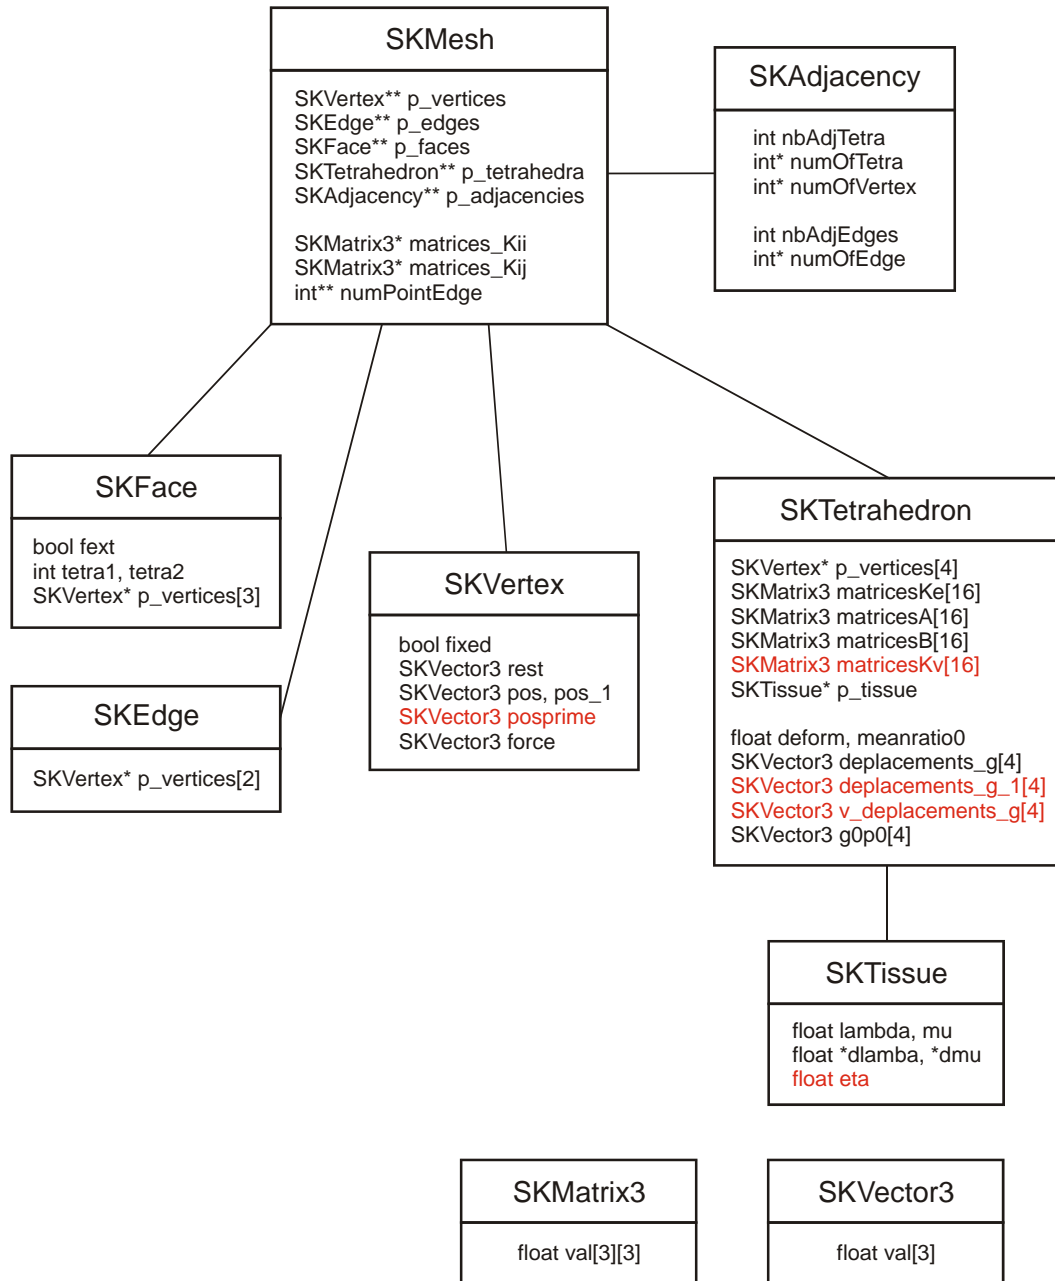 SKMesh
SKVertex** p_vertices
SKEdge** p_edges
SKFace** p_faces
SKTetrahedron** p_tetrahedra
SKAdjacency** p_adjacencies
SKMatrix3* matrices_Kii
SKMatrix3* matrices_Kij
int** numPointEdge
SKAdjacency
int nbAdjTetra
int* numOfTetra
int* numOfVertex
int nbAdjEdges
int* numOfEdge
SKFace
bool fext
int tetra1, tetra2
SKVertex* p_vertices[3]
SKEdge
SKVertex* p_vertices[2]
SKVertex
bool fixed
SKVector3 rest
SKVector3 pos, pos_1
SKVector3 posprime
SKVector3 force
SKTetrahedron
SKVertex* p_vertices[4]
SKMatrix3 matricesKe[16]
SKMatrix3 matricesA[16]
SKMatrix3 matricesB[16]
SKMatrix3 matricesKv[16]
SKTissue* p_tissue
float deform, meanratio0
SKVector3 deplacements_g[4]
SKVector3 deplacements_g_1[4]
SKVector3 v_deplacements_g[4]
SKVector3 g0p0[4]
SKTissue
float lambda, mu
float *dlamba, *dmu
float eta
SKMatrix3
float val[3][3]
SKVector3
float val[3]